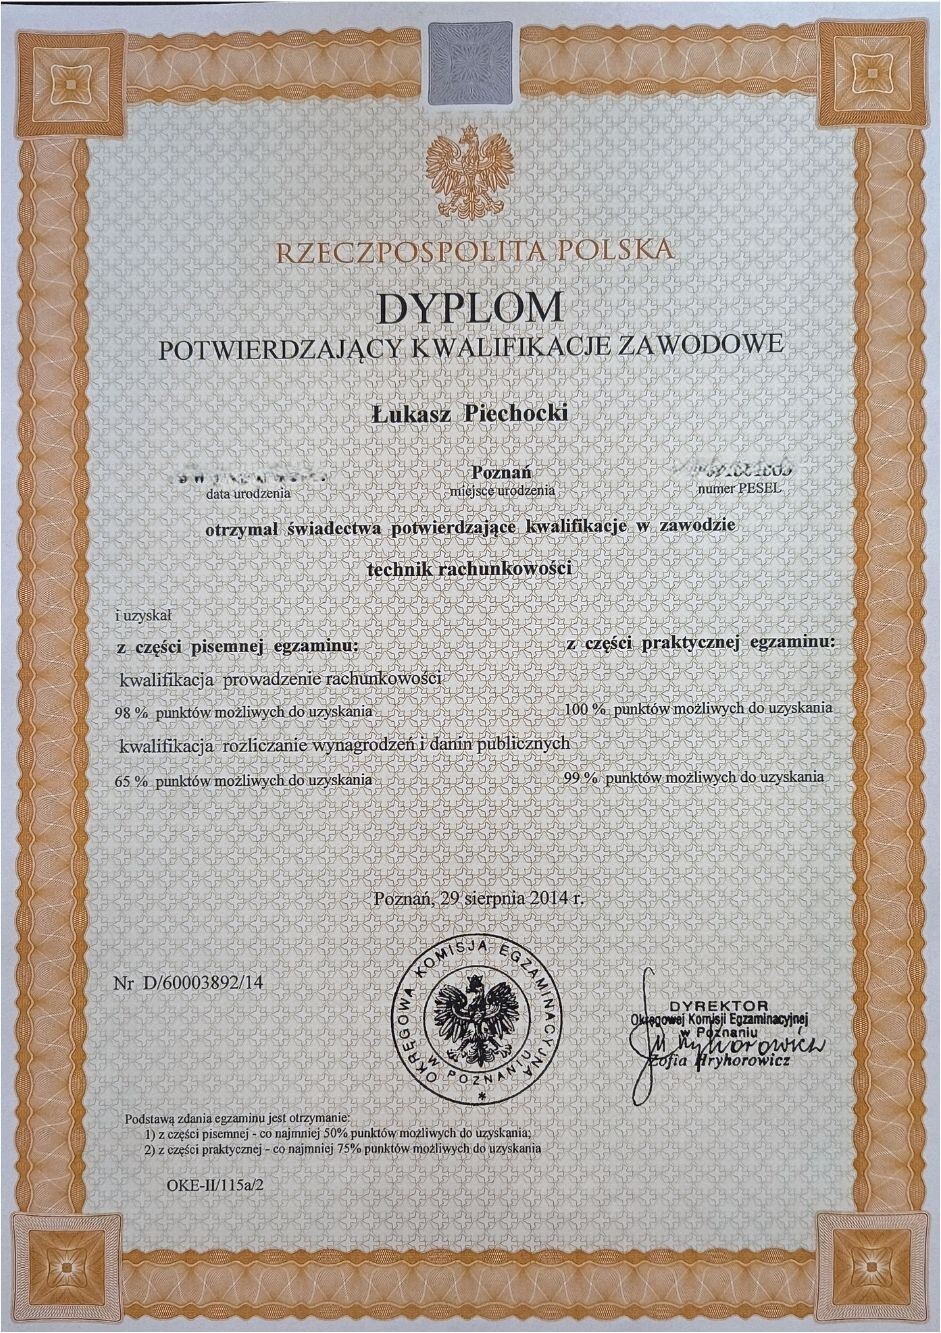 RZECZPOSPOLITA POLSKA
DYPLOM
POTWIERDZAJĄCY KWALIFIKACJE ZAWODOWE
Łukasz Piechocki
Poznań
data urodzenia miejsce urodzenia numer PESEL
otrzymał świadectwa potwierdzające kwalifikacje w zawodzie
technik rachunkowości
i uzyskał
z części pisemnej egzaminu: z części praktycznej egzaminu:
kwalifikacja prowadzenie rachunkowości
98 % punktów możliwych do uzyskania 100 % punktów możliwych do uzyskania
kwalifikacja rozliczanie wynagrodzeń i danin publicznych
65 % punktów możliwych do uzyskania 99 % punktów możliwych do uzyskania
Poznań, 29 sierpnia 2014 r.
Nr D/60003892/14
OKRĘGOWA KOMISJA EGZAMINACYJNA
W POZNANIU
DYREKTOR
Okręgowej Komisji Egzaminacyjnej
w Poznaniu
Zofia Hryhorowicz
Podstawą zdania egzaminu jest otrzymanie:
1) z części pisemnej - co najmniej 50% punktów możliwych do uzyskania;
2) z części praktycznej - co najmniej 75% punktów możliwych do uzyskania
OKE-II/115a/2